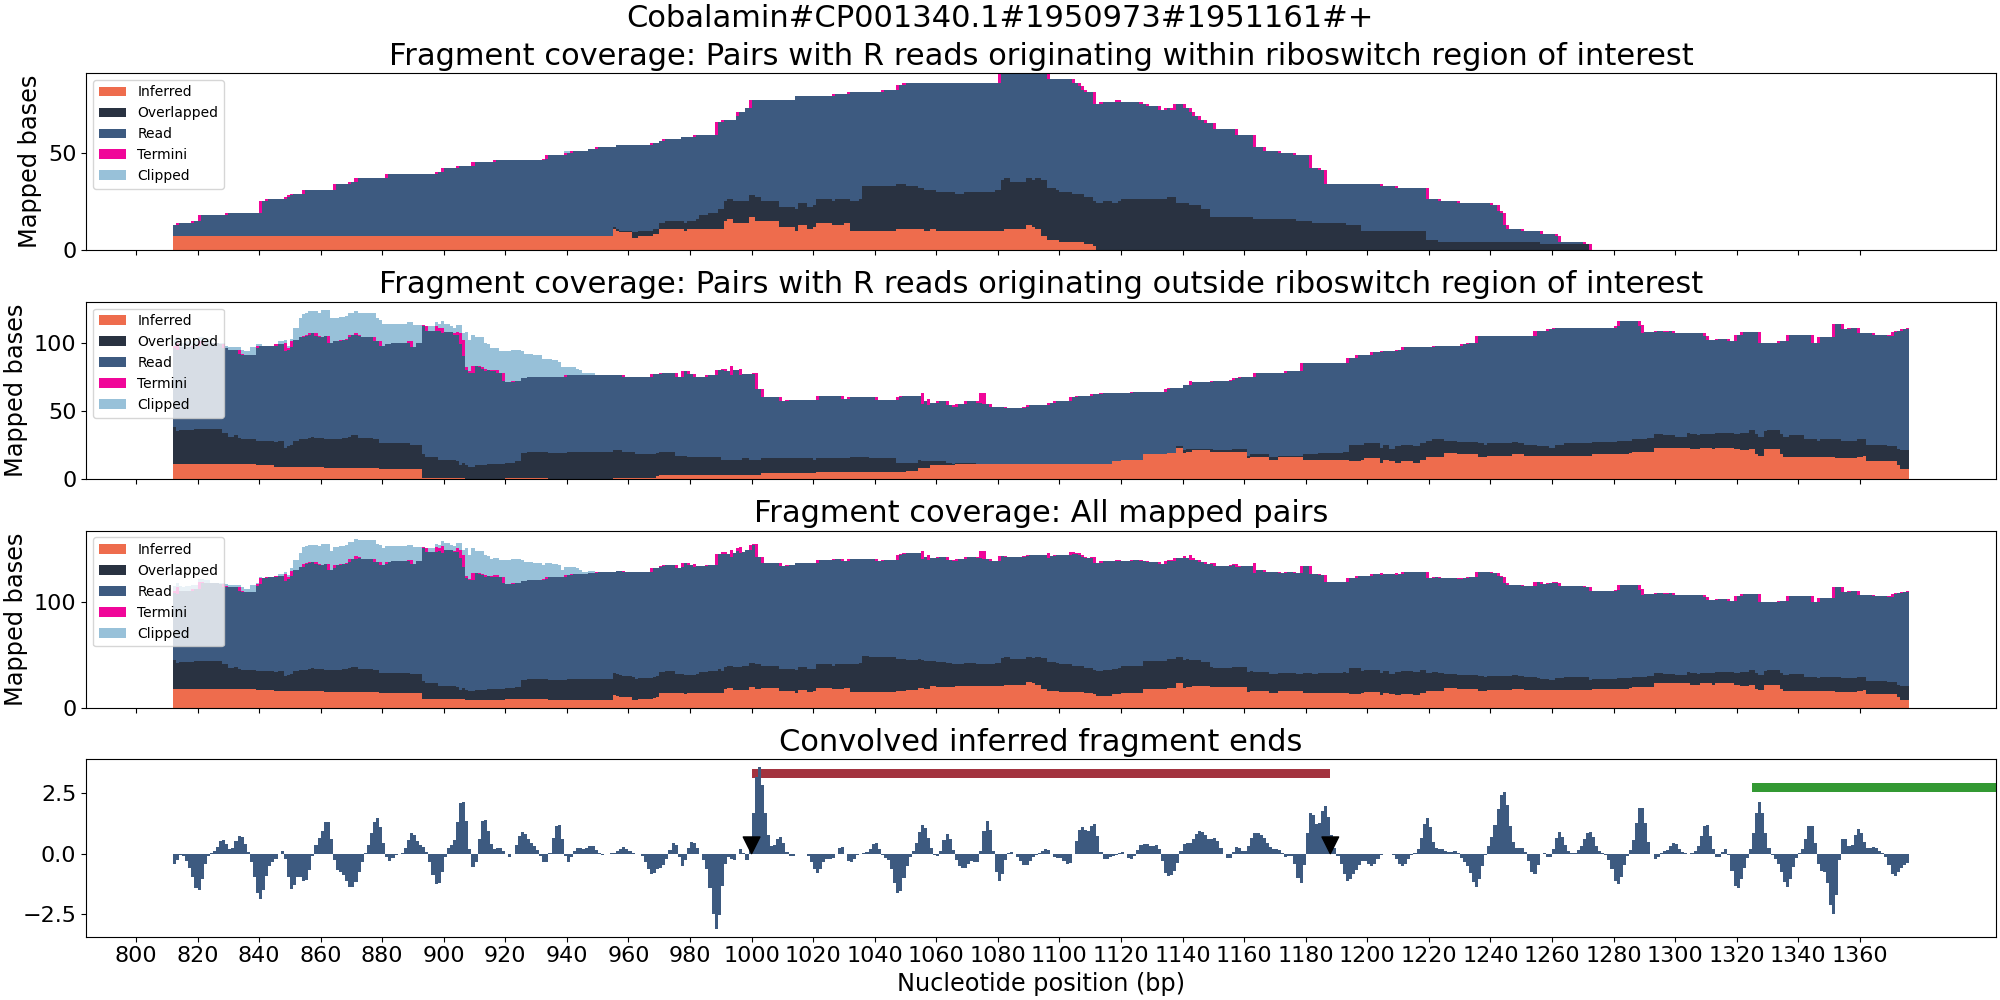 Cobalamin#CP001340.1#1950973#1951161#+
Fragment coverage: Pairs with R reads originating within riboswitch region of interest
Mapped bases
50
0
Inferred
Overlapped
Read
Termini
Clipped
Fragment coverage: Pairs with R reads originating outside riboswitch region of interest
Mapped bases
100
50
0
Inferred
Overlapped
Read
Termini
Clipped
Fragment coverage: All mapped pairs
Mapped bases
100
0
Inferred
Overlapped
Read
Termini
Clipped
Convolved inferred fragment ends
2.5
0.0
−2.5
800 820 840 860 880 900 920 940 960 980 1000 1020 1040 1060 1080 1100 1120 1140 1160 1180 1200 1220 1240 1260 1280 1300 1320 1340 1360
Nucleotide position (bp)